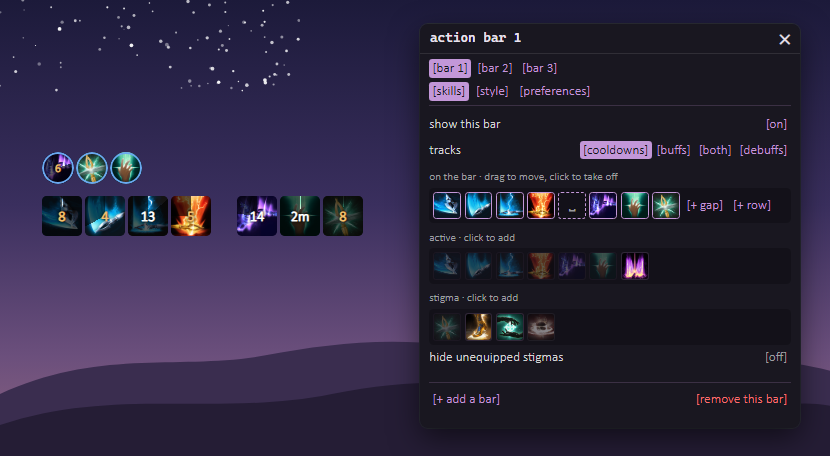 action bar 1
[bar 1] [bar 2] [bar 3]
[skills] [style] [preferences]
show this bar [on]
tracks [cooldowns] [buffs] [both] [debuffs]
on the bar · drag to move, click to take off
[+ gap] [+ row]
active · click to add
stigma · click to add
hide unequipped stigmas [off]
[+ add a bar] [remove this bar]
6
8 4 13 5 14 2m 8